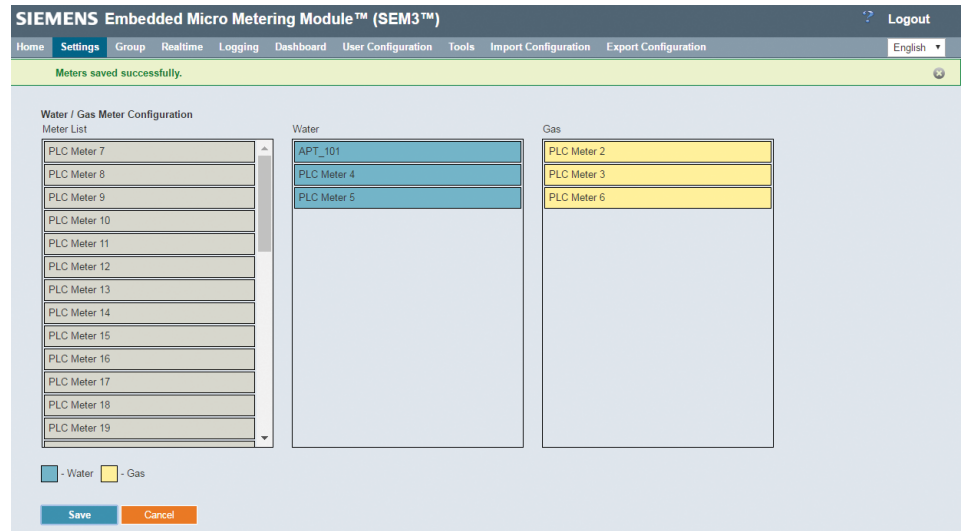 SIEMENS Embedded Micro Metering Module™ (SEM3™)
? Logout
Home Settings Group Realtime Logging Dashboard User Configuration Tools Import Configuration Export Configuration English
Meters saved successfully.
Water / Gas Meter Configuration
Meter List Water Gas
PLC Meter 7 APT_101 PLC Meter 2
PLC Meter 8 PLC Meter 4 PLC Meter 3
PLC Meter 9 PLC Meter 5 PLC Meter 6
PLC Meter 10
PLC Meter 11
PLC Meter 12
PLC Meter 13
PLC Meter 14
PLC Meter 15
PLC Meter 16
PLC Meter 17
PLC Meter 18
PLC Meter 19
- Water - Gas
Save Cancel